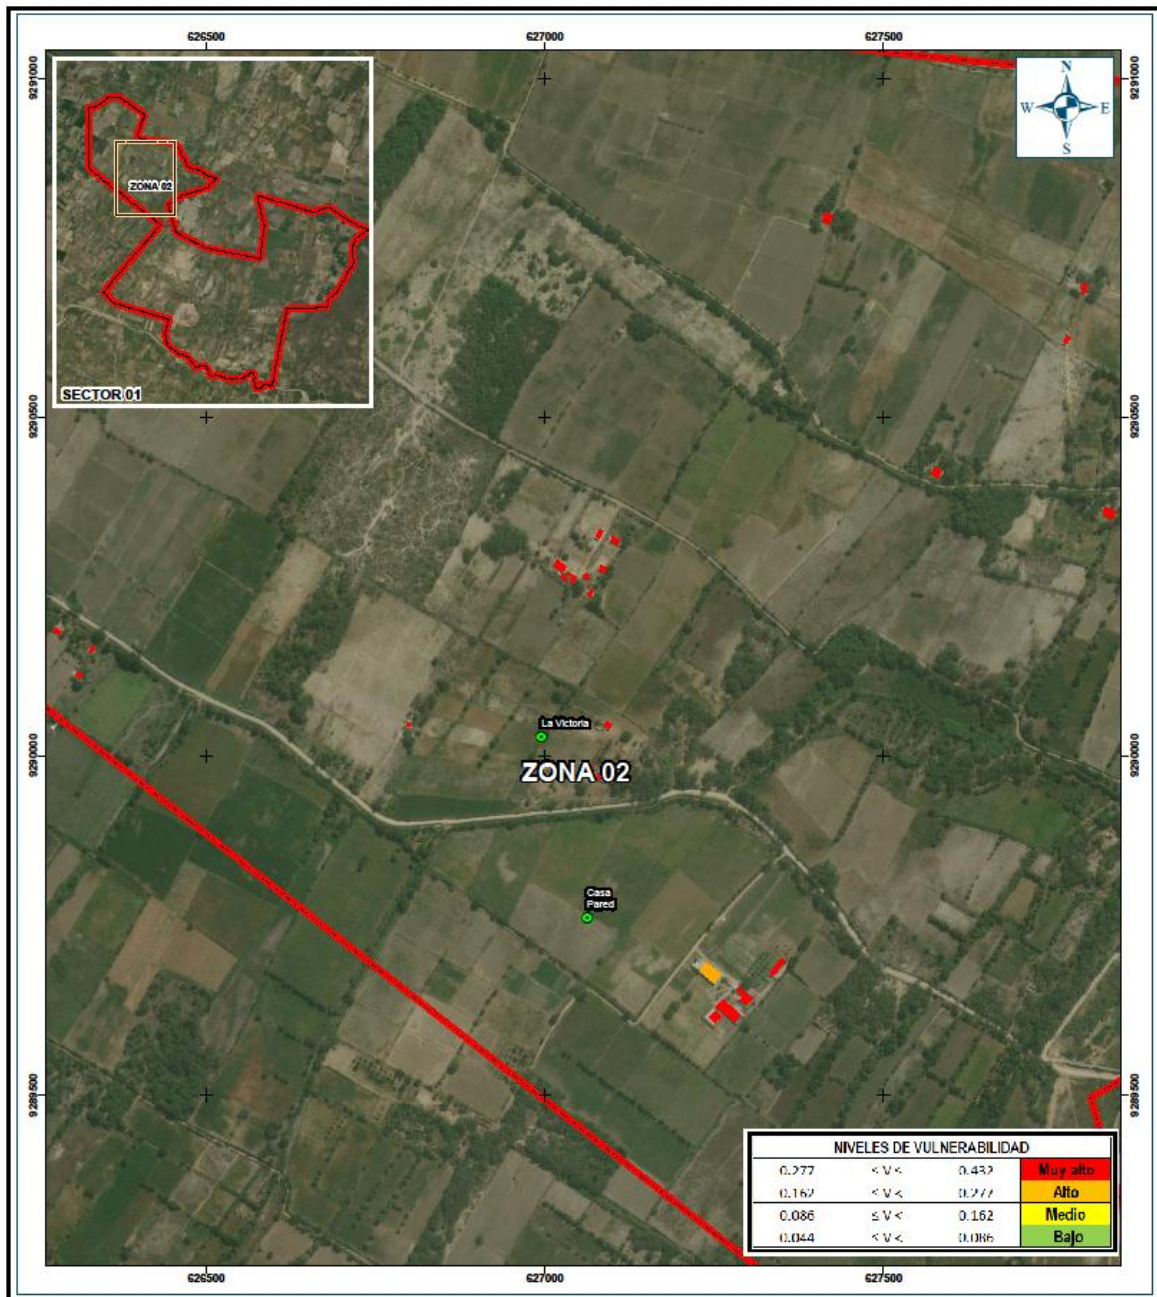 626500
627000
627500
9291000
9291000
N
W
E
S
ZONA 02
SECTOR 01
9290500
9290500
La Victoria
9290000
9290000
ZONA 02
Casa
Pared
9289500
9289500
NIVELES DE VULNERABILIDAD
0.277 ≤ V < 0.432 Muy alto
0.162 ≤ V < 0.277 Alto
0.086 ≤ V < 0.162 Medio
0.044 ≤ V < 0.086 Bajo
626500
627000
627500